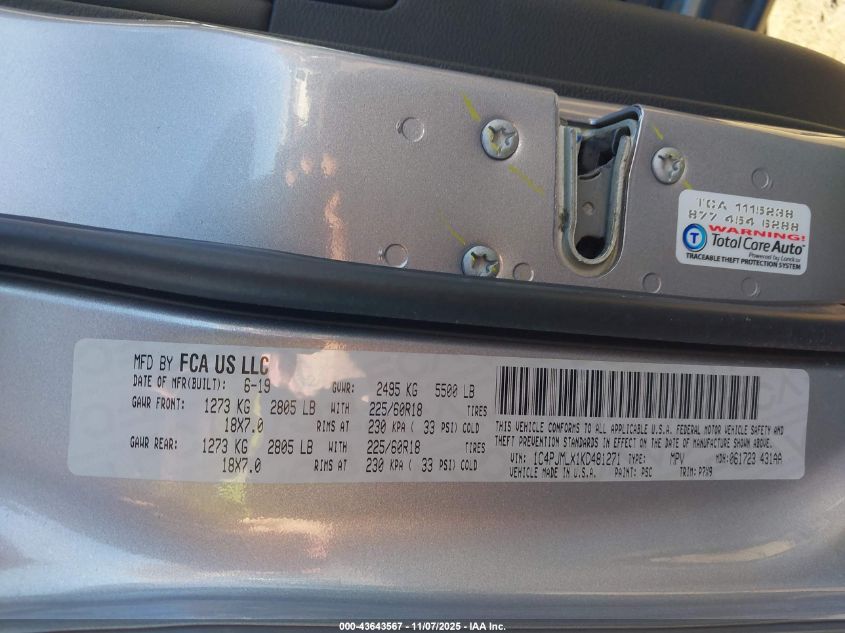 TCA 1115238
877 454 6288
WARNING!
T Total Care Auto
Powered by Landcar
TRACEABLE THEFT PROTECTION SYSTEM
MFD BY FCA US LLC
DATE OF MFR(BUILT): 6-19 GVWR: 2495 KG 5500 LB
GAWR FRONT: 1273 KG 2805 LB WITH 225/60R18 TIRES
18X7.0 RIMS AT 230 KPA ( 33 PSI) COLD
GAWR REAR: 1273 KG 2805 LB WITH 225/60R18 TIRES
18X7.0 RIMS AT 230 KPA ( 33 PSI) COLD
THIS VEHICLE CONFORMS TO ALL APPLICABLE U.S.A. FEDERAL MOTOR VEHICLE SAFETY AND
THEFT PREVENTION STANDARDS IN EFFECT ON THE DATE OF MANUFACTURE SHOWN ABOVE.
VIN: 1C4PJMLX1KD481271 TYPE: MPV MDH: 061723 431AA
VEHICLE MADE IN U.S.A. PAINT: PSC TRIM: P7X9
000-43643567 — 11/07/2025 — IAA Inc.